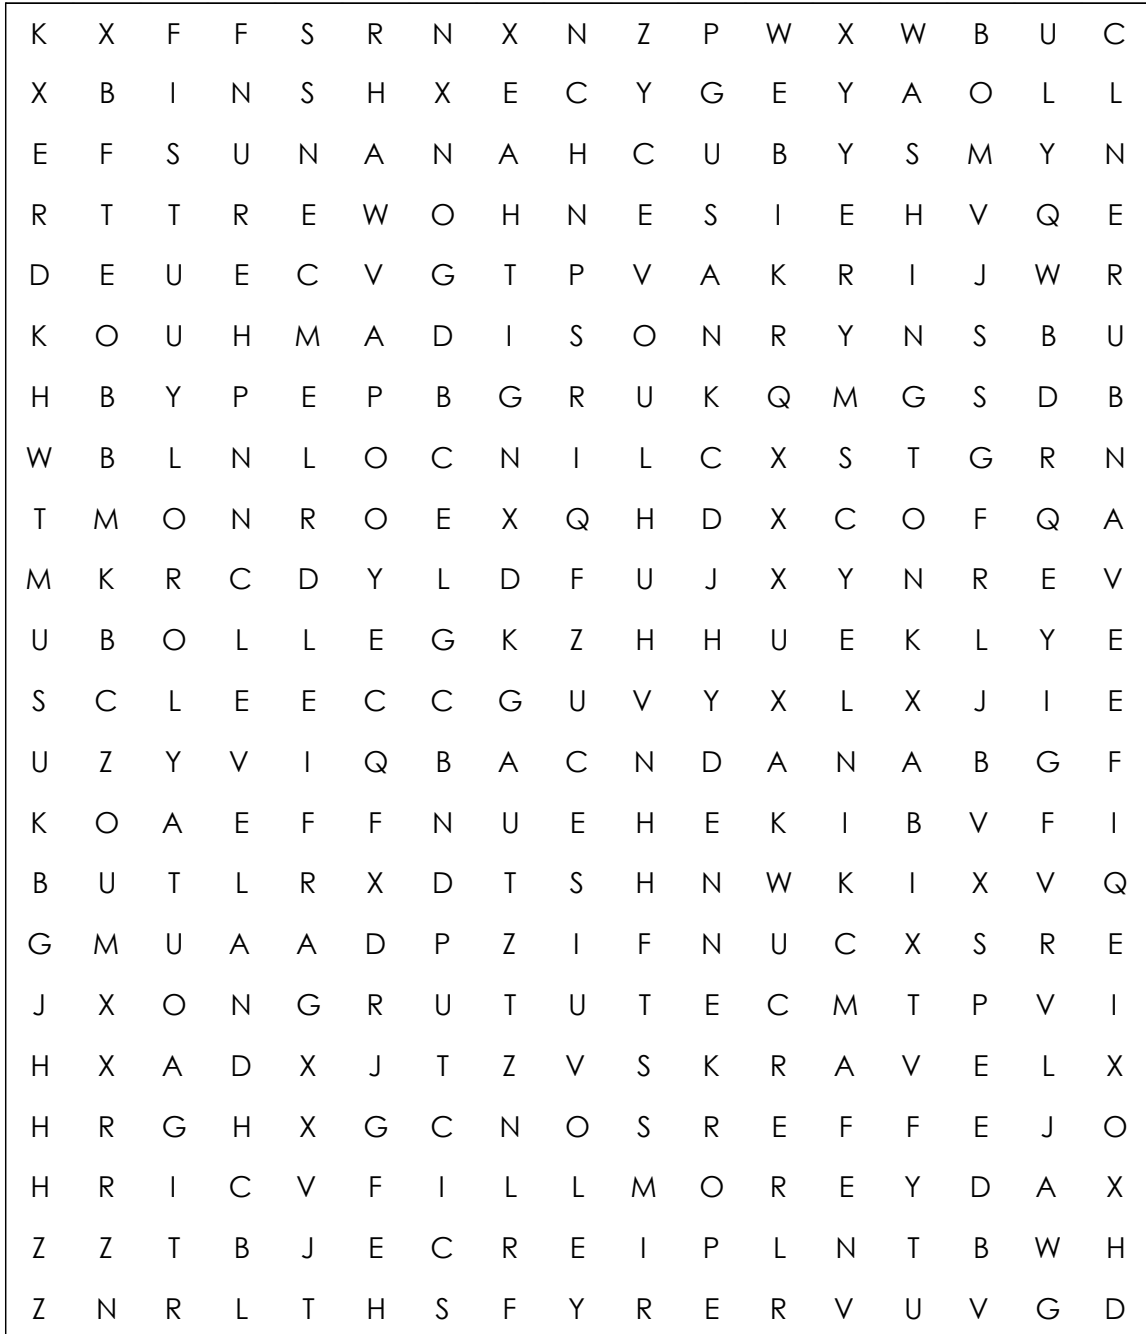 K X F F S R N X N Z P W X W B U C
X B I N S H X E C Y G E Y A O L L
E F S U N A N A H C U B Y S M Y N
R T T R E W O H N E S I E H V Q E
D E U E C V G T P V A K R I J W R
K O U H M A D I S O N R Y N S B U
H B Y P E P B G R U K Q M G S D B
W B L N L O C N I L C X S T G R N
T M O N R O E X Q H D X C O F Q A
M K R C D Y L D F U J X Y N R E V
U B O L L E G K Z H H U E K L Y E
S C L E E C C G U V Y X L X J I E
U Z Y V I Q B A C N D A N A B G F
K O A E F F N U E H E K I B V F I
B U T L R X D T S H N W K I X V Q
G M U A A D P Z I F N U C X S R E
J X O N G R U T U T E C M T P V I
H X A D X J T Z V S K R A V E L X
H R G H X G C N O S R E F F E J O
H R I C V F I L L M O R E Y D A X
Z Z T B J E C R E I P L N T B W H
Z N R L T H S F Y R E R V U V G D